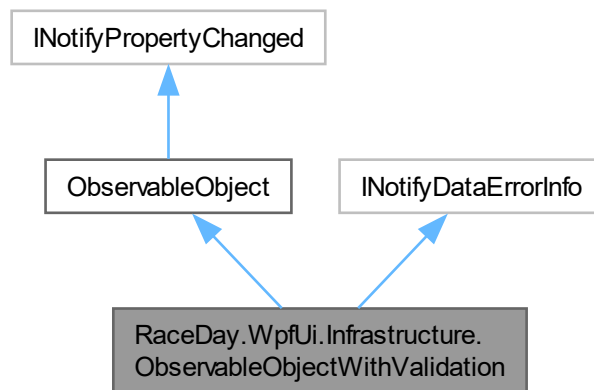 INotifyPropertyChanged
ObservableObject
INotifyDataErrorInfo
RaceDay.WpfUi.Infrastructure.
ObservableObjectWithValidation